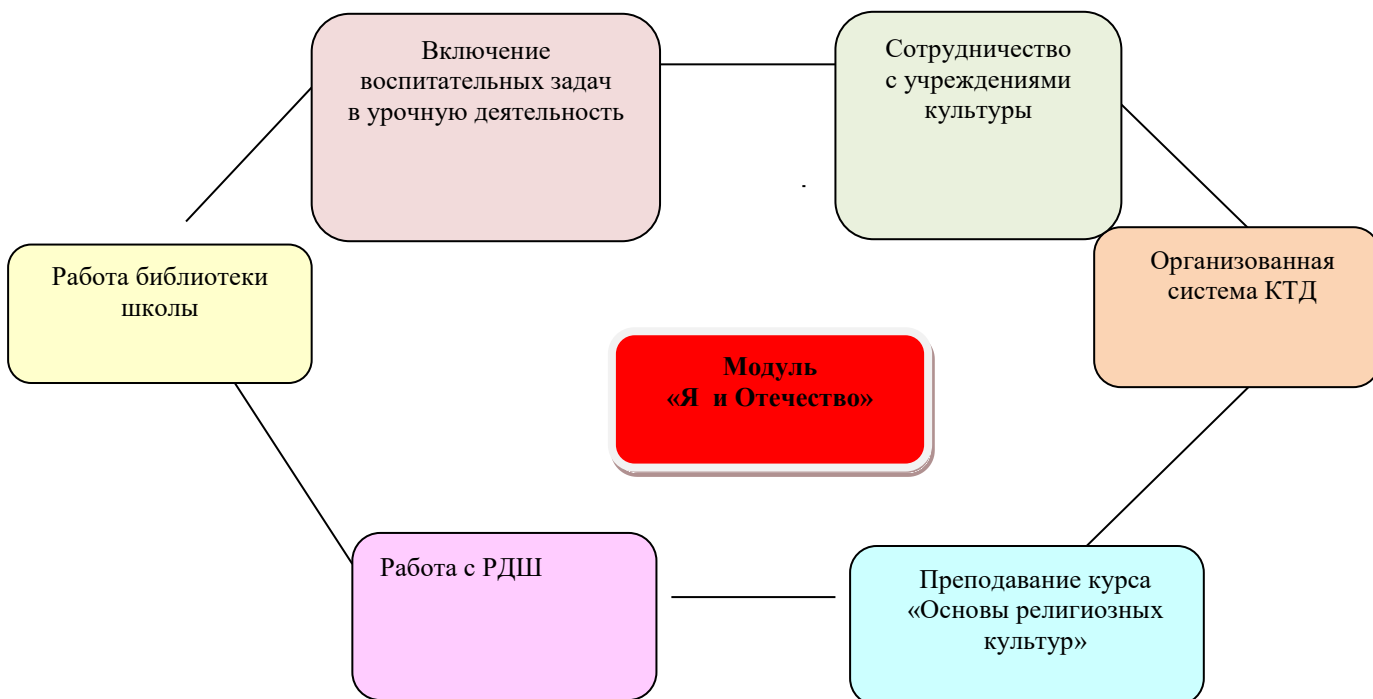 Включение
воспитательных задач
в урочную деятельность
Сотрудничество
с учреждениями
культуры
.
Работа библиотеки
школы
Организованная
система КТД
Модуль
«Я и Отечество»
Работа с РДШ
Преподавание курса
«Основы религиозных
культур»